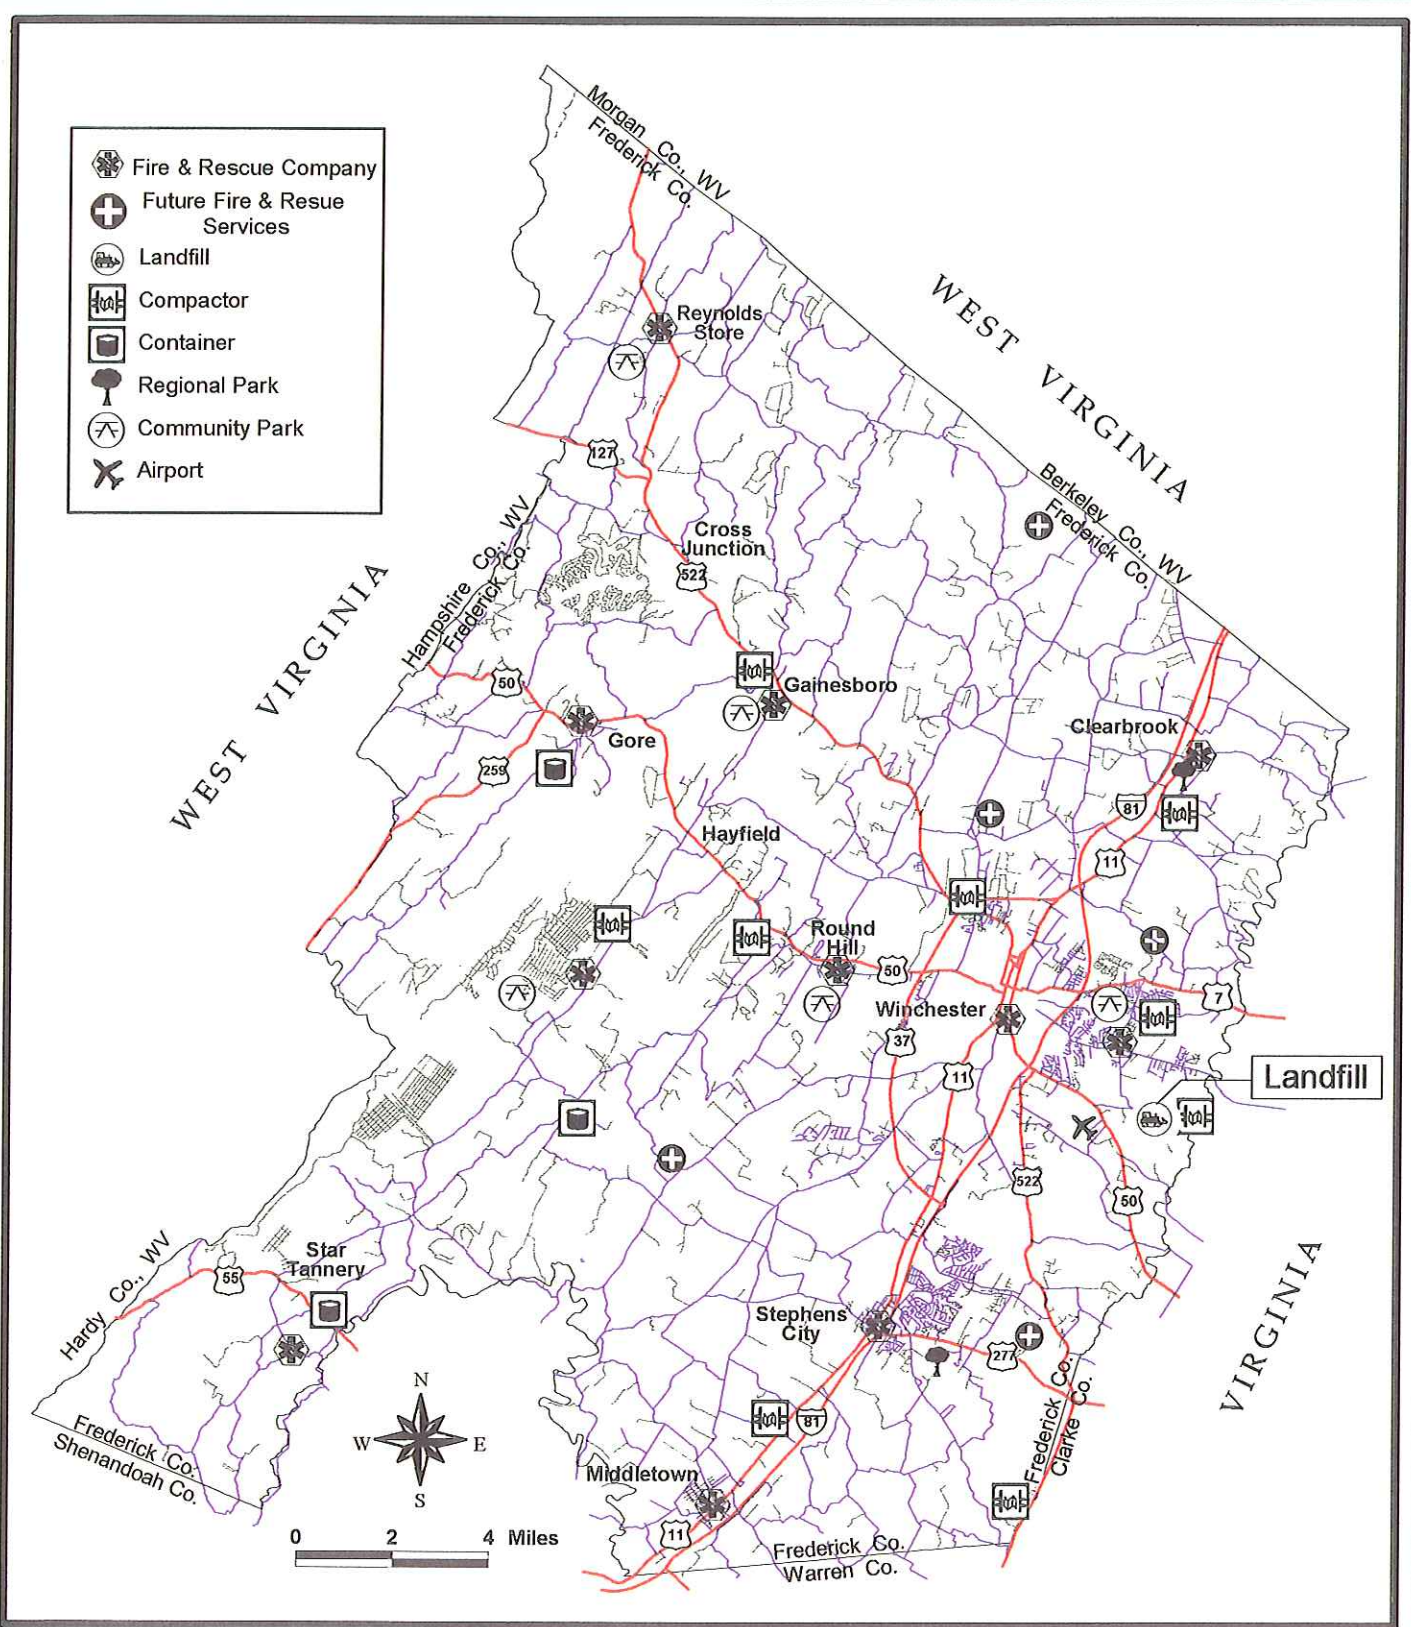 Fire & Rescue Company
Future Fire & Resue
Services
Landfill
Compactor
Container
Regional Park
Community Park
Airport
Morgan Co., WV
Frederick Co.
WEST VIRGINIA
Reynolds
Store
127
Berkeley Co., WV
Frederick Co.
Hampshire Co., WV
Frederick Co.
Cross
Junction
522
WEST VIRGINIA
50
Gainesboro
Gore
Clearbrook
259
81
Hayfield
11
Round
Hill
50
Winchester
7
37
11
Landfill
522
50
Hardy Co., WV
Star
Tannery
55
VIRGINIA
Stephens
City
277
Frederick Co.
Clarke Co.
81
Frederick Co.
Shenandoah Co.
N
W
E
S
Middletown
11
0 2 4 Miles
Frederick Co.
Warren Co.